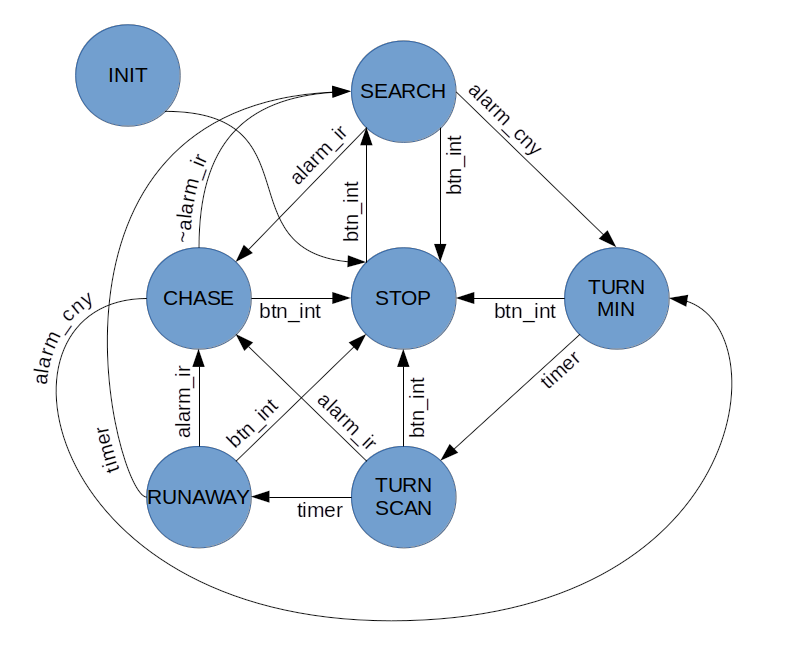 INIT
SEARCH
alarm_cny
alarm_ir
btn_int
~alarm_ir
btn_int
CHASE
STOP
TURN
MIN
btn_int
btn_int
alarm_cny
timer
alarm_ir
btn_int
alarm_ir
btn_int
timer
RUNAWAY
TURN
SCAN
timer